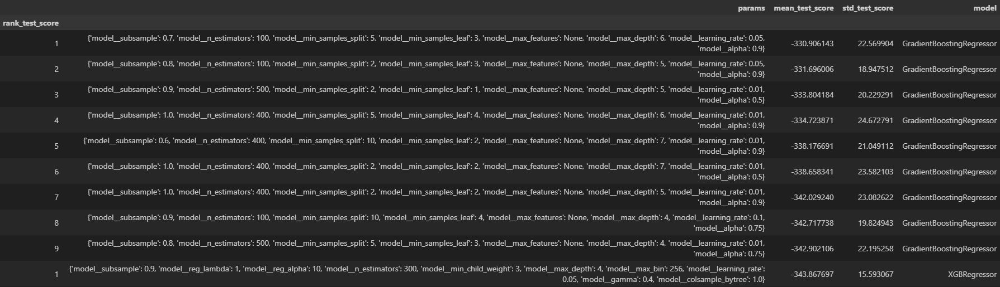 params mean_test_score std_test_score model
rank_test_score
{'model__subsample': 0.7, 'model__n_estimators': 100, 'model__min_samples_split': 5, 'model__min_samples_leaf': 3, 'model__max_features': None, 'model__max_depth': 6, 'model__learning_rate': 0.05,
1 -330.906143 22.569904 GradientBoostingRegressor
'model__alpha': 0.9}
{'model__subsample': 0.8, 'model__n_estimators': 100, 'model__min_samples_split': 2, 'model__min_samples_leaf': 3, 'model__max_features': None, 'model__max_depth': 5, 'model__learning_rate': 0.05,
2 -331.696006 18.947512 GradientBoostingRegressor
'model__alpha': 0.9}
{'model__subsample': 0.9, 'model__n_estimators': 500, 'model__min_samples_split': 2, 'model__min_samples_leaf': 1, 'model__max_features': None, 'model__max_depth': 5, 'model__learning_rate': 0.01,
3 -333.804184 20.229291 GradientBoostingRegressor
'model__alpha': 0.5}
{'model__subsample': 1.0, 'model__n_estimators': 400, 'model__min_samples_split': 5, 'model__min_samples_leaf': 4, 'model__max_features': None, 'model__max_depth': 6, 'model__learning_rate': 0.01,
4 -334.723871 24.672791 GradientBoostingRegressor
'model__alpha': 0.9}
{'model__subsample': 0.6, 'model__n_estimators': 400, 'model__min_samples_split': 10, 'model__min_samples_leaf': 2, 'model__max_features': None, 'model__max_depth': 7, 'model__learning_rate': 0.01,
5 -338.176691 21.049112 GradientBoostingRegressor
'model__alpha': 0.9}
{'model__subsample': 1.0, 'model__n_estimators': 400, 'model__min_samples_split': 2, 'model__min_samples_leaf': 2, 'model__max_features': None, 'model__max_depth': 7, 'model__learning_rate': 0.01,
6 -338.658341 23.582103 GradientBoostingRegressor
'model__alpha': 0.5}
{'model__subsample': 1.0, 'model__n_estimators': 400, 'model__min_samples_split': 2, 'model__min_samples_leaf': 2, 'model__max_features': None, 'model__max_depth': 5, 'model__learning_rate': 0.01,
7 -342.029240 23.082622 GradientBoostingRegressor
'model__alpha': 0.9}
{'model__subsample': 0.9, 'model__n_estimators': 100, 'model__min_samples_split': 10, 'model__min_samples_leaf': 4, 'model__max_features': None, 'model__max_depth': 4, 'model__learning_rate': 0.1,
8 -342.717738 19.824943 GradientBoostingRegressor
'model__alpha': 0.75}
{'model__subsample': 0.8, 'model__n_estimators': 500, 'model__min_samples_split': 5, 'model__min_samples_leaf': 3, 'model__max_features': None, 'model__max_depth': 4, 'model__learning_rate': 0.01,
9 -342.902106 22.195258 GradientBoostingRegressor
'model__alpha': 0.75}
{'model__subsample': 0.9, 'model__reg_lambda': 1, 'model__reg_alpha': 10, 'model__n_estimators': 300, 'model__min_child_weight': 3, 'model__max_depth': 4, 'model__max_bin': 256, 'model__learning_rate':
1 -343.867697 15.593067 XGBRegressor
0.05, 'model__gamma': 0.4, 'model__colsample_bytree': 1.0}